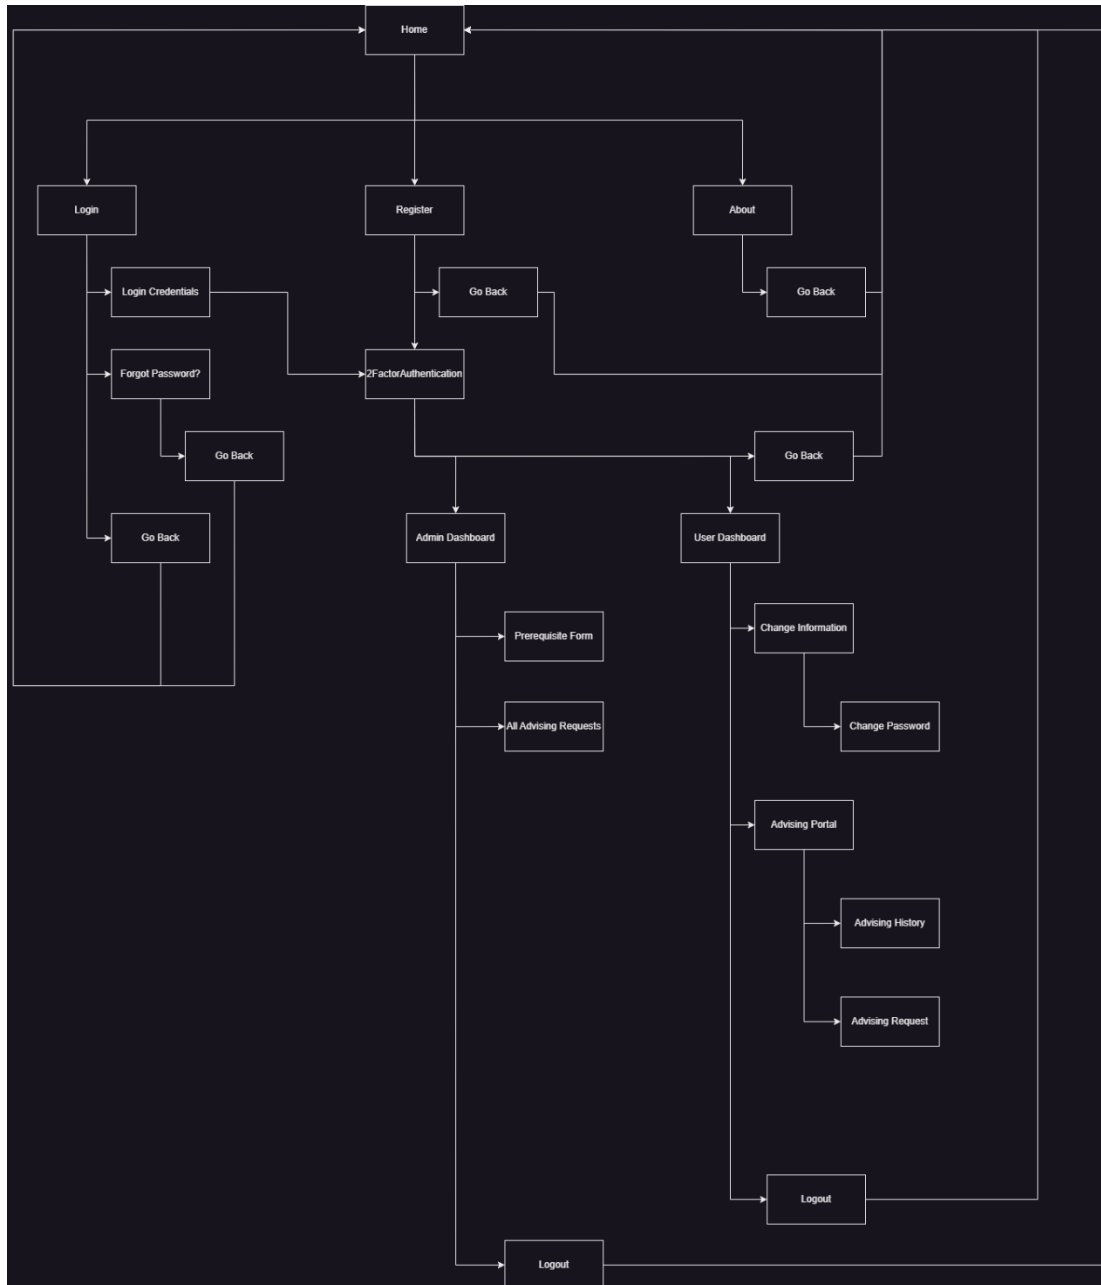 Home
Login
Register
About
Login Credentials
Go Back
Go Back
Forgot Password?
2FactorAuthentication
Go Back
Go Back
Go Back
Admin Dashboard
User Dashboard
Prerequisite Form
Change Information
All Advising Requests
Change Password
Advising Portal
Advising History
Advising Request
Logout
Logout